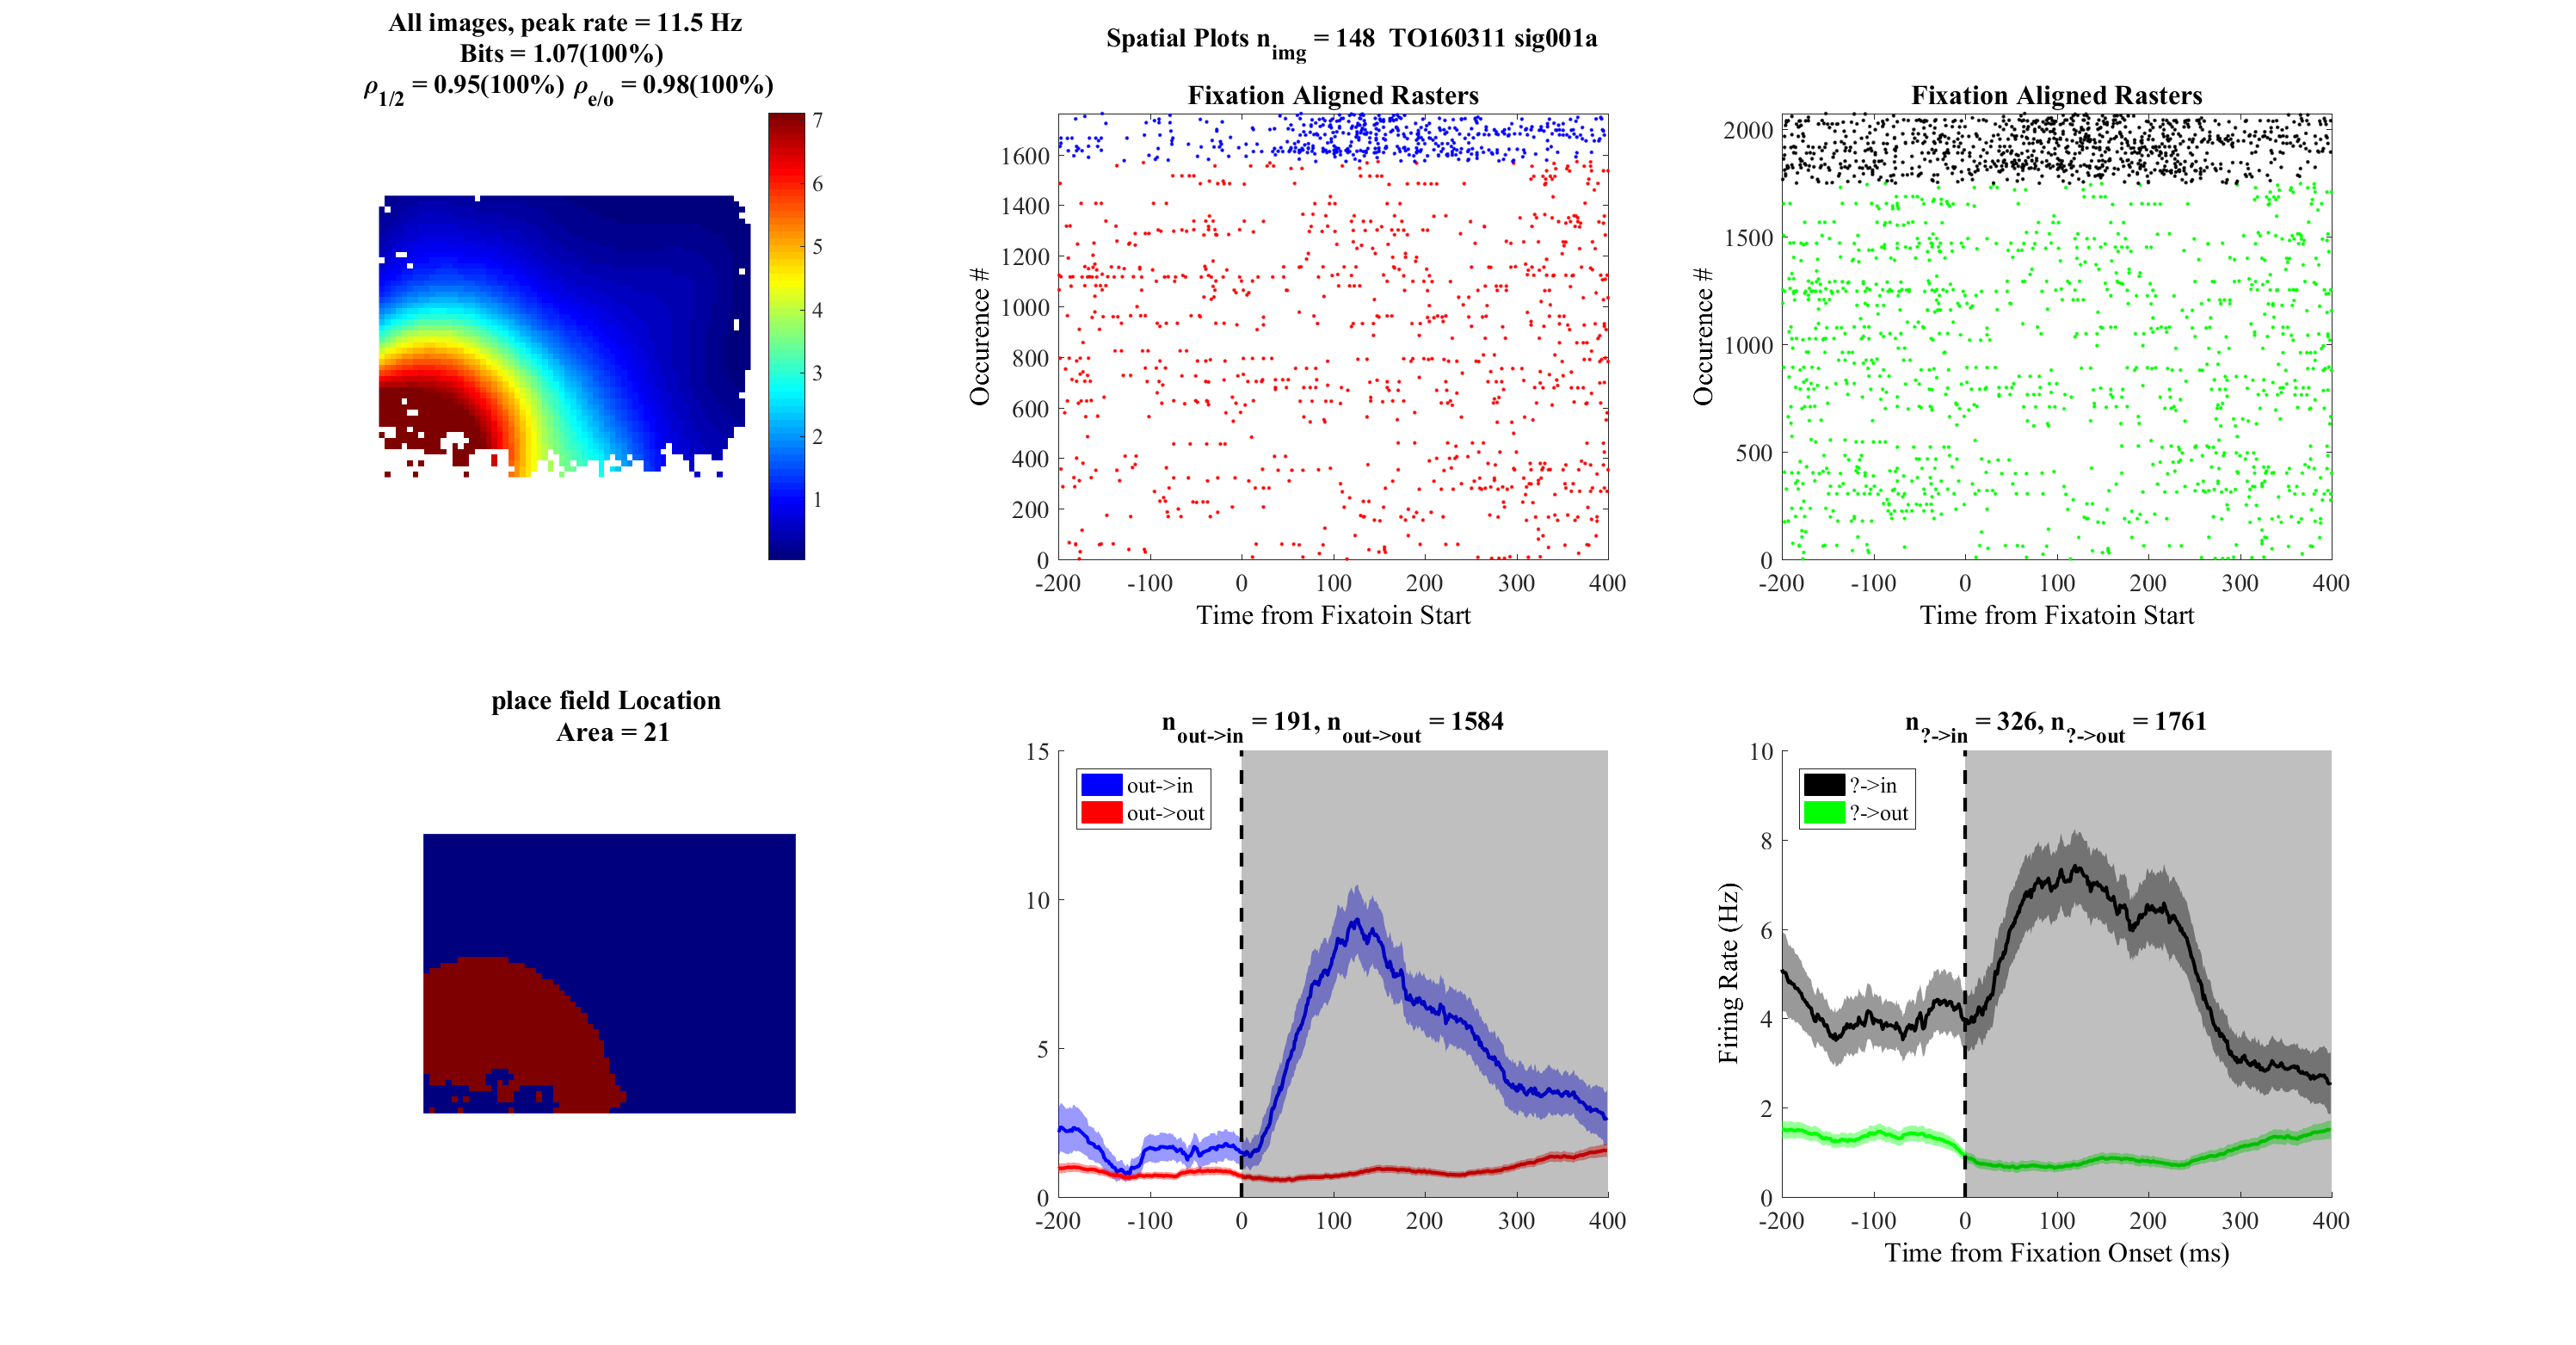 All images, peak rate = 11.5 Hz
Bits = 1.07(100%)
ρ1/2 = 0.95(100%) ρe/o = 0.98(100%)
7
6
5
4
3
2
1
Spatial Plots nimg = 148 TO160311 sig001a
Fixation Aligned Rasters
Occurence #
1600
1400
1200
1000
800
600
400
200
0
-200 -100 0 100 200 300 400
Time from Fixatoin Start
Fixation Aligned Rasters
Occurence #
2000
1500
1000
500
0
-200 -100 0 100 200 300 400
Time from Fixatoin Start
place field Location
Area = 21
nout->in = 191, nout->out = 1584
15
10
5
0
out->in
out->out
-200 -100 0 100 200 300 400
n?->in = 326, n?->out = 1761
Firing Rate (Hz)
10
8
6
4
2
0
?->in
?->out
-200 -100 0 100 200 300 400
Time from Fixation Onset (ms)